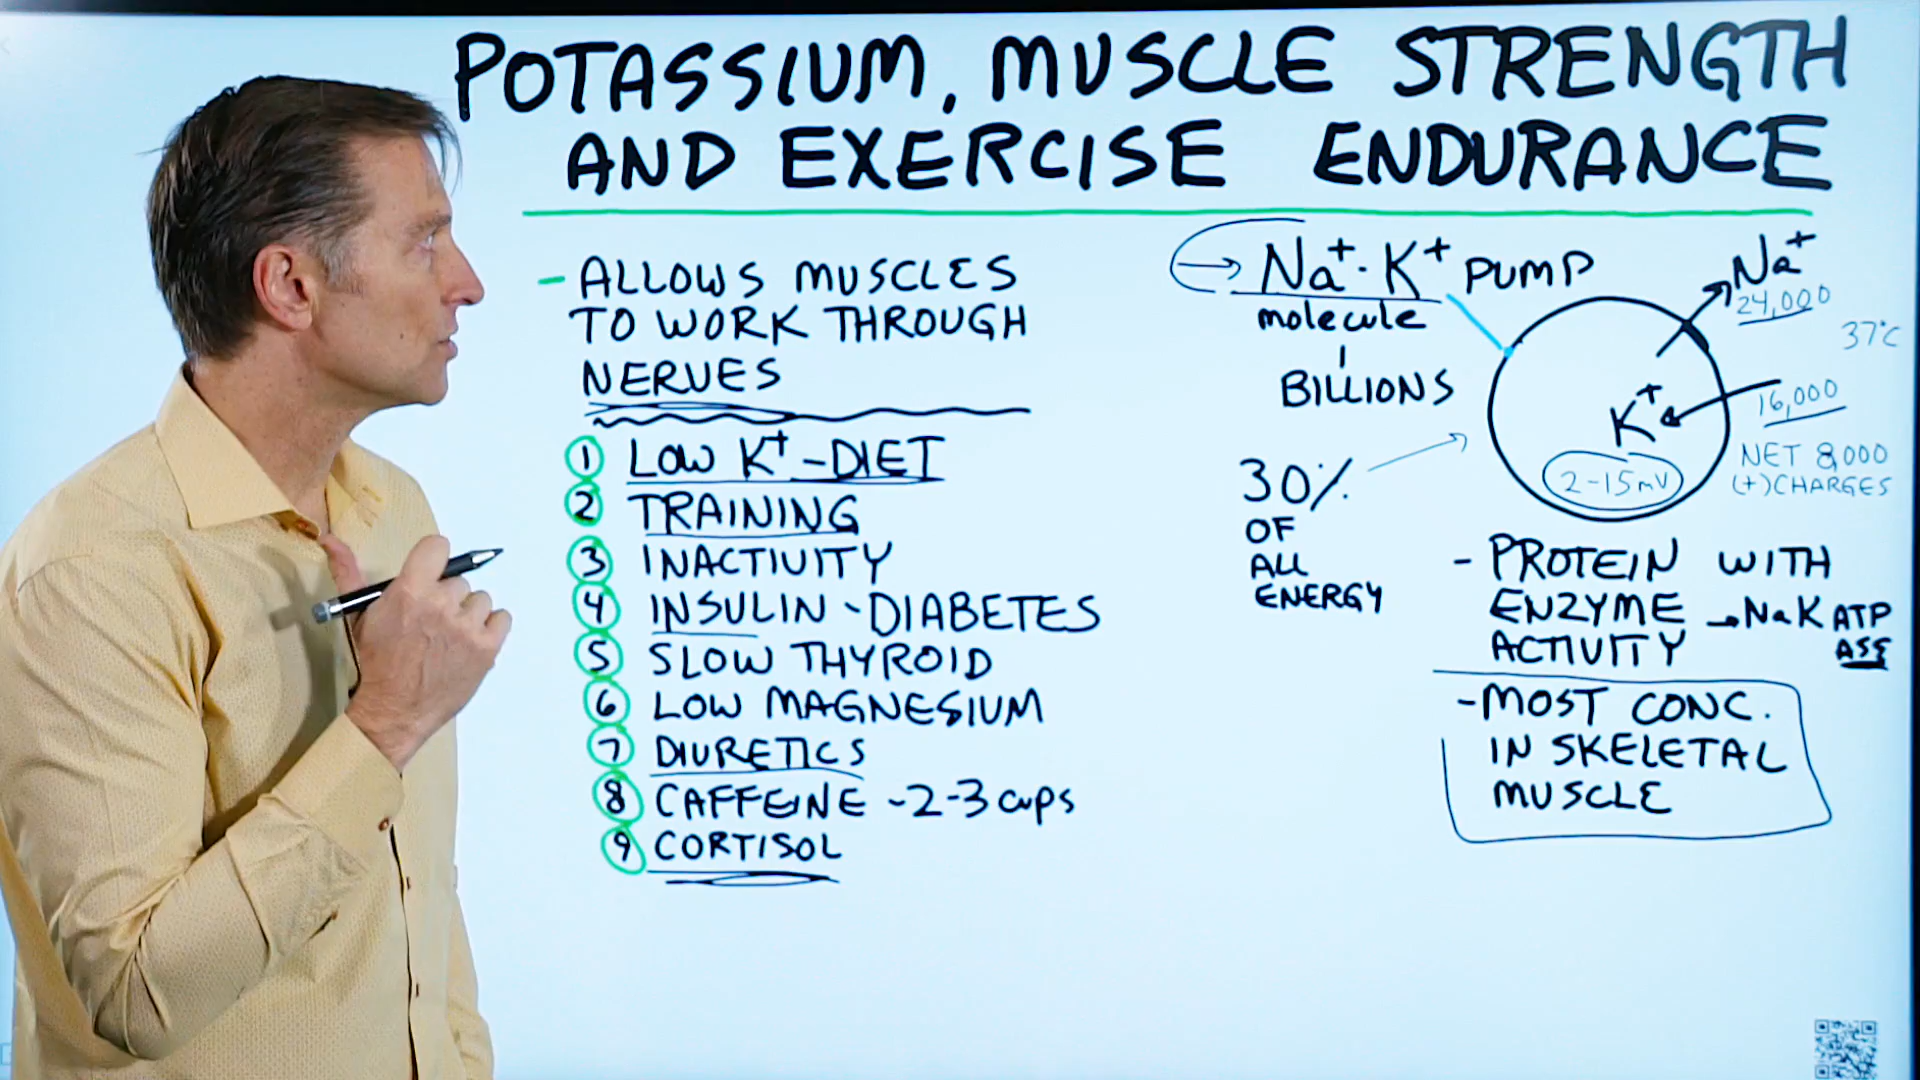 POTASSIUM, MUSCLE STRENGTH
AND EXERCISE ENDURANCE
- ALLOWS MUSCLES
TO WORK THROUGH
NERVES
1 LOW K+ -DIET
2 TRAINING
3 INACTIVITY
4 INSULIN - DIABETES
5 SLOW THYROID
6 LOW MAGNESIUM
7 DIURETICS
8 CAFFEINE -2-3 cups
9 CORTISOL
→ Na+ · K+ PUMP
molecule
BILLIONS
30%
OF
ALL
ENERGY
Na+
24,000
37°C
K+
16,000
2-15mV
NET 8,000
(+) CHARGES
- PROTEIN WITH
ENZYME → NaK ATP
ACTIVITY ASE
- MOST CONC.
IN SKELETAL
MUSCLE